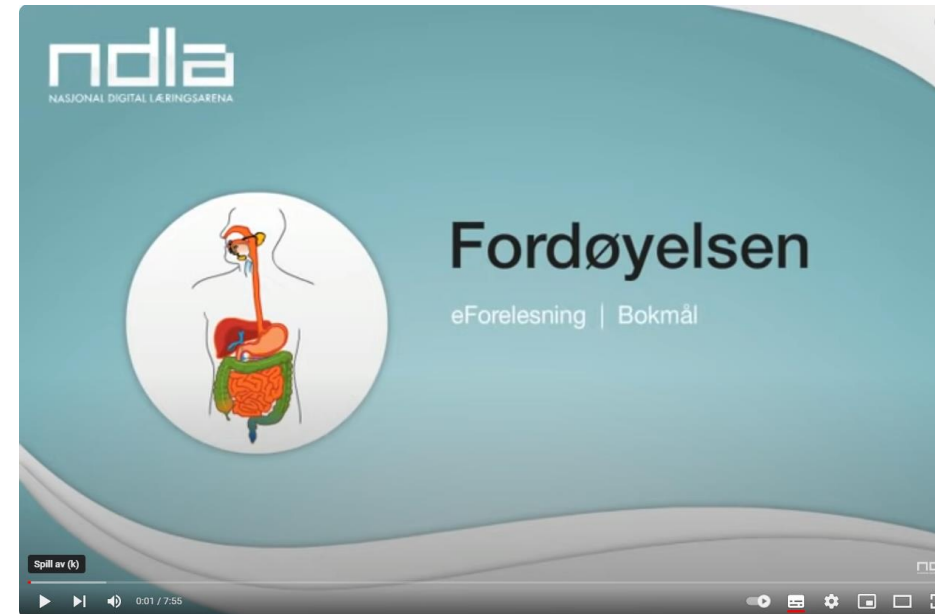 ndla
NASJONAL DIGITAL LÆRINGSARENA
Fordøyelsen
eForelesning | Bokmål
Spill av (k)
0:01 / 7:55